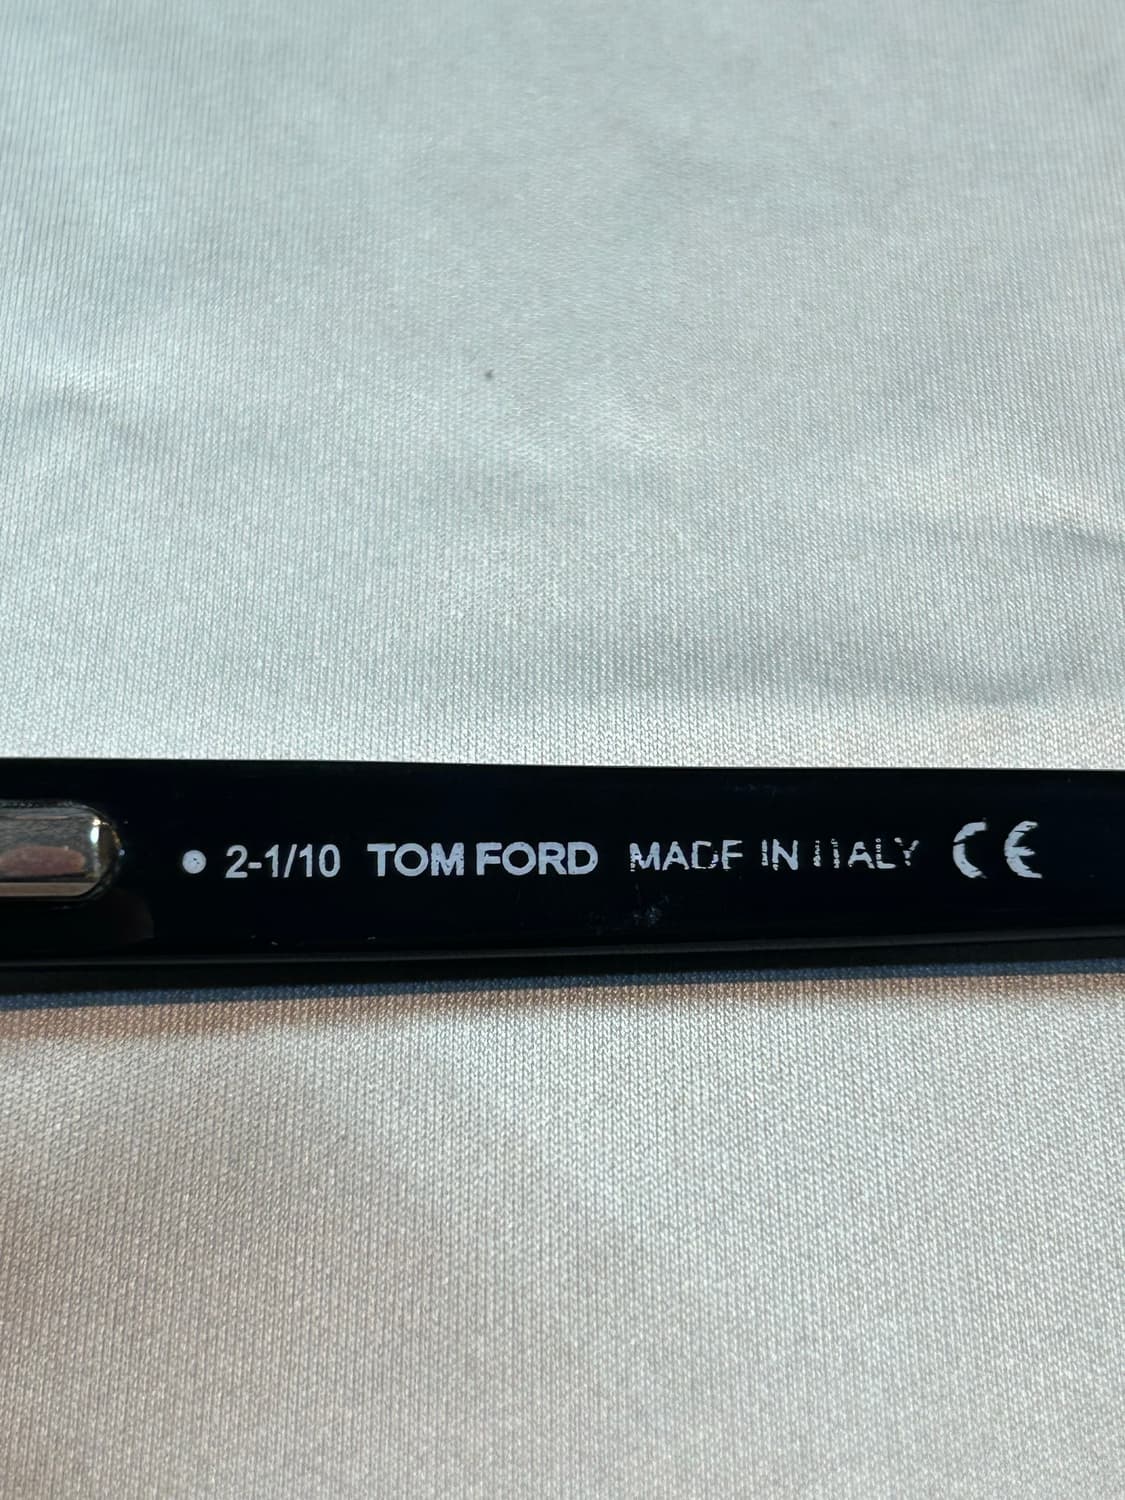 • 2-1/10 TOM FORD MADE IN ITALY CE